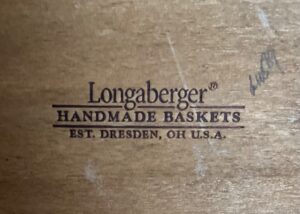 Longaberger®
HANDMADE BASKETS
EST. DRESDEN, OH U.S.A.